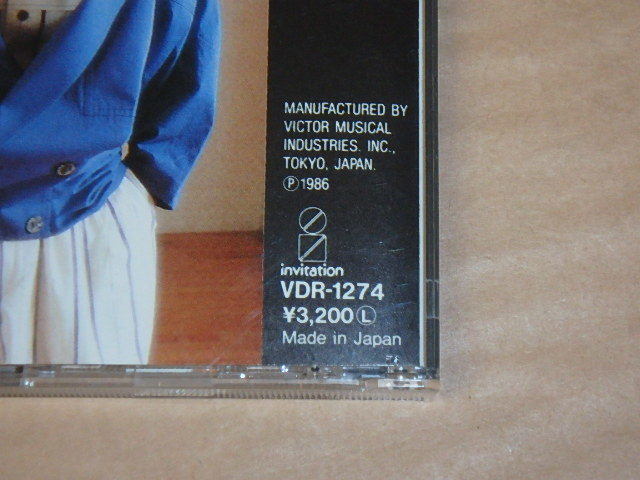 MANUFACTURED BY
VICTOR MUSICAL
INDUSTRIES. INC.,
TOKYO, JAPAN.
Ⓟ1986
invitation
VDR-1274
¥3,200Ⓛ
Made in Japan